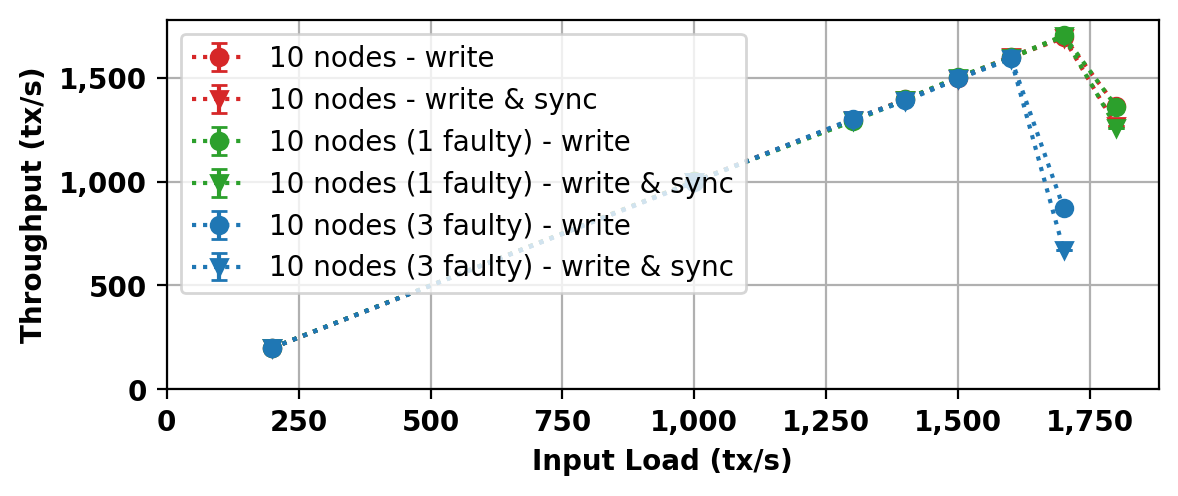 Throughput (tx/s)
1,500
1,000
500
0
10 nodes - write
10 nodes - write & sync
10 nodes (1 faulty) - write
10 nodes (1 faulty) - write & sync
10 nodes (3 faulty) - write
10 nodes (3 faulty) - write & sync
0 250 500 750 1,000 1,250 1,500 1,750
Input Load (tx/s)